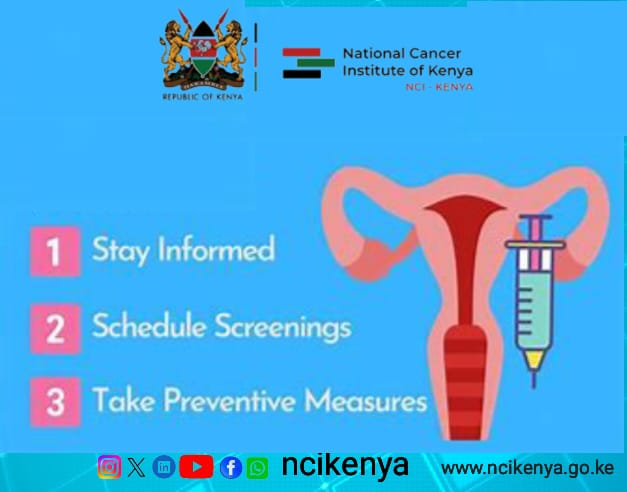 HARAMBEE
REPUBLIC OF KENYA
National Cancer
Institute of Kenya
NCI - KENYA
1 Stay Informed
2 Schedule Screenings
3 Take Preventive Measures
ncikenya www.ncikenya.go.ke